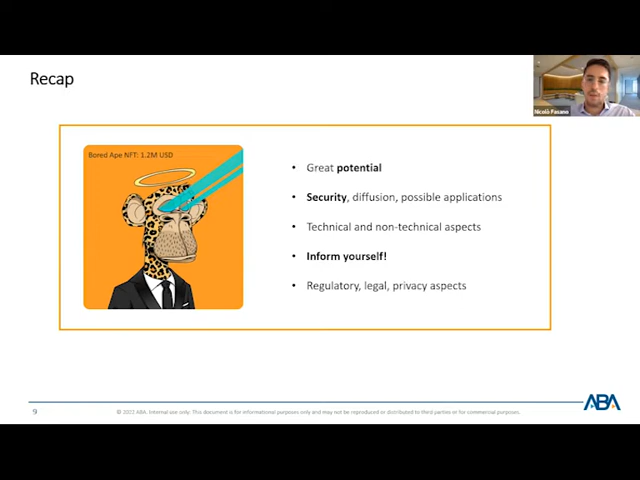 Recap
Nicolò Fasano
Bored Ape NFT: 1.2M USD
• Great potential
• Security, diffusion, possible applications
• Technical and non-technical aspects
• Inform yourself!
• Regulatory, legal, privacy aspects
9
© 2022 ABA. Internal use only: This document is for informational purposes only and may not be reproduced or distributed to third parties or for commercial purposes.
ABA